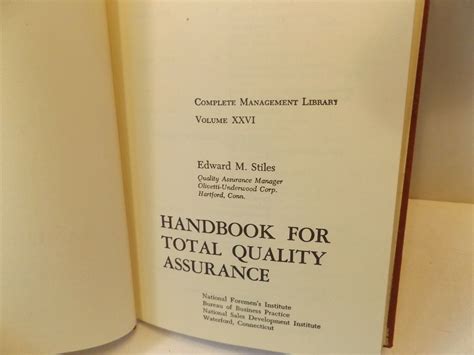 COMPLETE MANAGEMENT LIBRARY
VOLUME XXVI
Edward M. Stiles
Quality Assurance Manager
Olivetti-Underwood Corp.
Hartford, Conn.
HANDBOOK FOR
TOTAL QUALITY
ASSURANCE
National Foremen's Institute
Bureau of Business Practice
National Sales Development Institute
Waterford, Connecticut